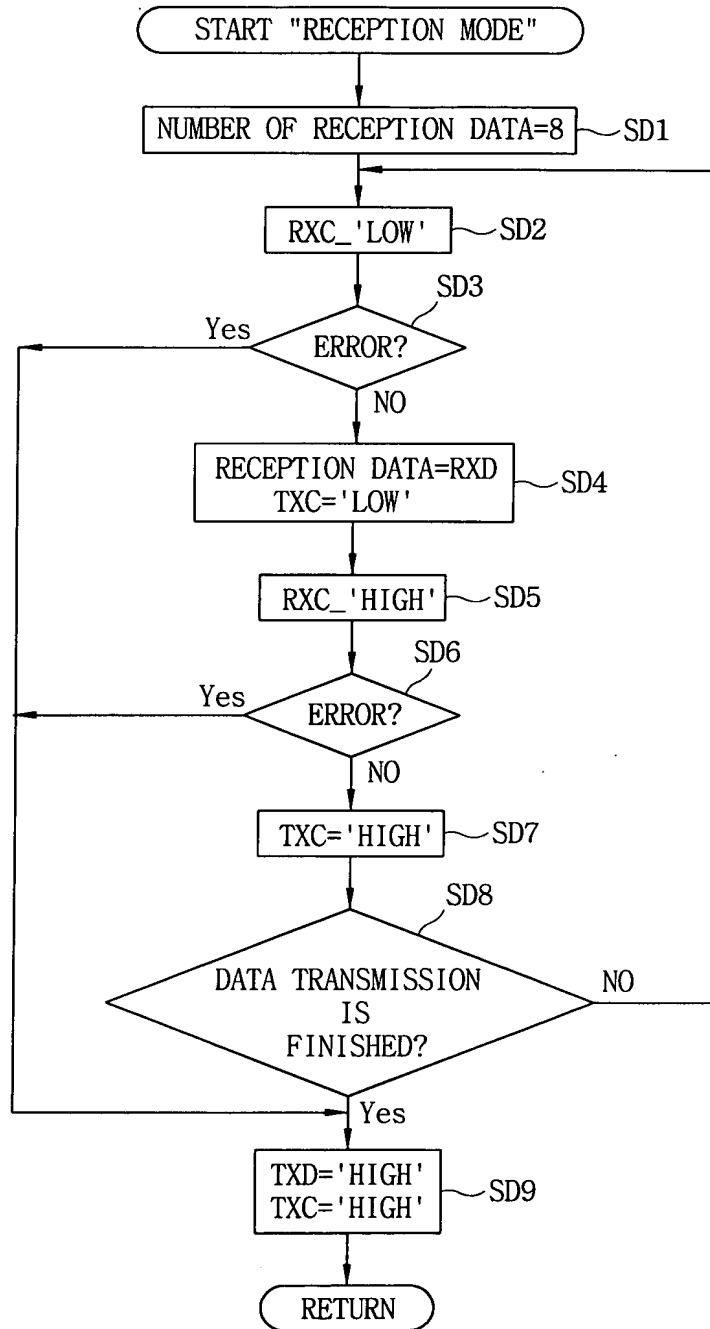 START "RECEPTION MODE"
NUMBER OF RECEPTION DATA=8
SD1
RXC_'LOW'
SD2
SD3
Yes
ERROR?
NO
RECEPTION DATA=RXD
TXC='LOW'
SD4
RXC_'HIGH'
SD5
SD6
Yes
ERROR?
NO
TXC='HIGH'
SD7
SD8
DATA TRANSMISSION
IS
FINISHED?
NO
Yes
TXD='HIGH'
TXC='HIGH'
SD9
RETURN